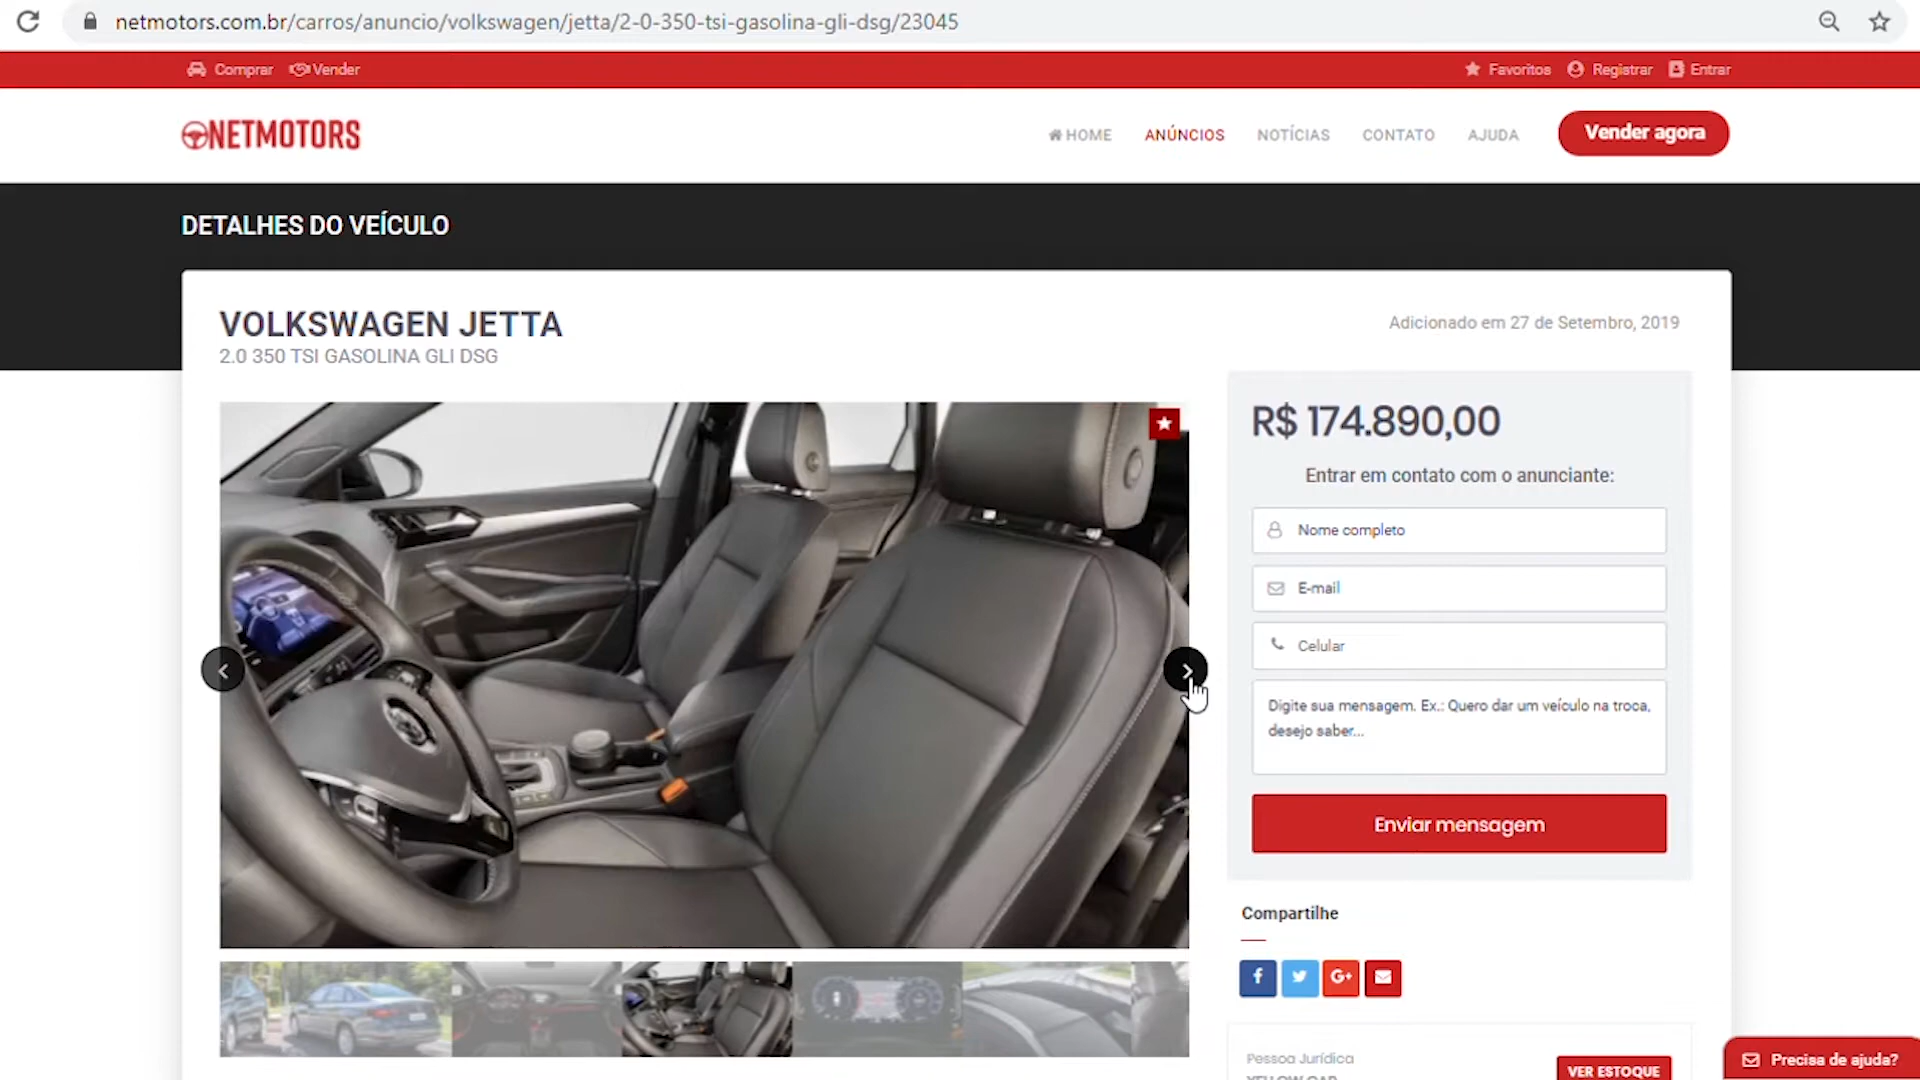 netmotors.com.br/carros/anuncio/volkswagen/jetta/2-0-350-tsi-gasolina-gli-dsg/23045
Comprar Vender Favoritos Registrar Entrar
NETMOTORS HOME ANÚNCIOS NOTÍCIAS CONTATO AJUDA Vender agora
DETALHES DO VEÍCULO
VOLKSWAGEN JETTA
Adicionado em 27 de Setembro, 2019
2.0 350 TSI GASOLINA GLI DSG
R$ 174.890,00
Entrar em contato com o anunciante:
Nome completo
E-mail
Celular
Digite sua mensagem. Ex.: Quero dar um veículo na troca,
desejo saber...
Enviar mensagem
Compartilhe
Pessoa Jurídica
VER ESTOQUE
Precisa de ajuda?